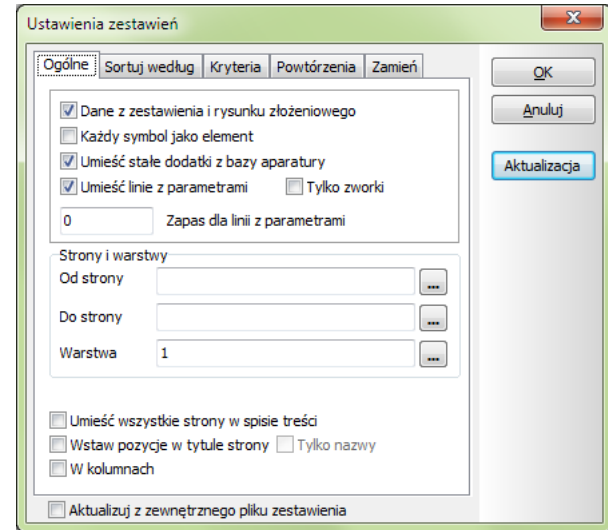 Ustawienia zestawień
Ogólne Sortuj według Kryteria Powtórzenia Zamień
OK
Dane z zestawienia i rysunku złożeniowego
Anuluj
Każdy symbol jako element
Umieść stałe dodatki z bazy aparatury
Aktualizacja
Umieść linie z parametrami Tylko zworki
0 Zapas dla linii z parametrami
Strony i warstwy
Od strony ...
Do strony ...
Warstwa 1 ...
Umieść wszystkie strony w spisie treści
Wstaw pozycje w tytule strony Tylko nazwy
W kolumnach
Aktualizuj z zewnętrznego pliku zestawienia